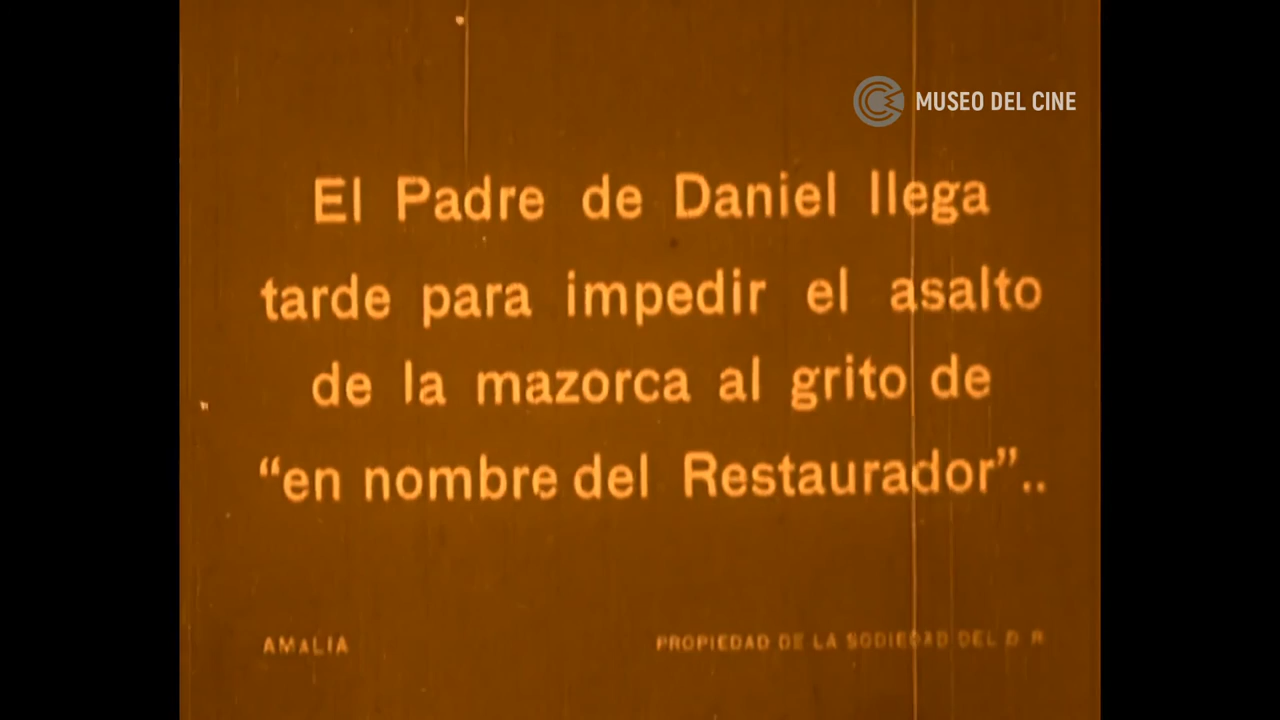 MUSEO DEL CINE
El Padre de Daniel llega
tarde para impedir el asalto
de la mazorca al grito de
“en nombre del Restaurador”..
AMALIA
PROPIEDAD DE LA SODIEDAD DEL D R